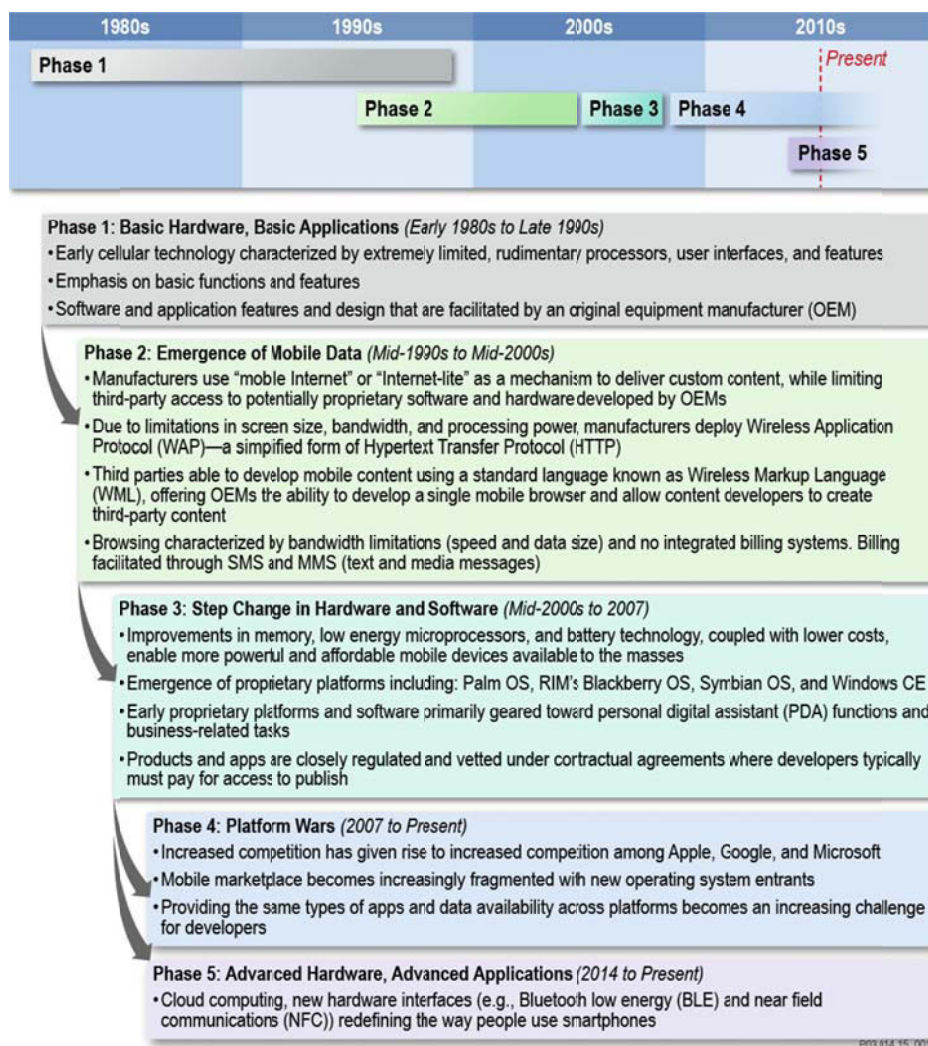 1980s 1990s 2000s 2010s
Present
Phase 1
Phase 2 Phase 3 Phase 4
Phase 5
Phase 1: Basic Hardware, Basic Applications (Early 1980s to Late 1990s)
•Early cellular technology characterized by extremely limited, rudimentary processors, user interfaces, and features
•Emphasis on basic functions and features
•Software and application features and design that are facilitated by an original equipment manufacturer (OEM)
Phase 2: Emergence of Mobile Data (Mid-1990s to Mid-2000s)
•Manufacturers use “moble Internet” or “Internet-lite” as a mechanism to deliver custom content, while limiting
third-party access to potentially proprietary software and hardware developed by OEMs
•Due to limitations in screen size, bandwidth, and processing power, manufacturers deploy Wireless Application
Protocol (WAP)—a simpified form of Hypertext Transfer Protocol (HTTP)
•Third parties able to develop mobile content using a standard language known as Wireless Markup Language
(WML), offering OEMs the ability to develop a single mobile browser and allow content developers to create
third-party content
•Browsing characterized by bandwidth limitations (speed and data size) and no integrated billing systems. Billing
facilitated through SMS and MMS (text and media messages)
Phase 3: Step Change in Hardware and Software (Mid-2000s to 2007)
•Improvements in memory, low energy microprocessors, and battery technology, coupled with lower costs,
enable more powerful and affordable mobile devices available to the masses
•Emergence of propietary platforms including: Palm OS, RIM's Blackberry OS, Symbian OS, and Windows CE
•Early proprietary platforms and software primarily geared toward personal digital assistant (PDA) functions and
business-related tasks
•Products and apps are closely regulated and vetted under contractual agreements where developers typically
must pay for access to publish
Phase 4: Platform Wars (2007 to Present)
•Increased competition has given rise to increased competition among Apple, Google, and Microsoft
•Mobile marketplace becomes increasingly fragmented with new operating system entrants
•Providing the same types of apps and data availability across platforms becomes an increasing challenge
for developers
Phase 5: Advanced Hardware, Advanced Applications (2014 to Present)
•Cloud computing, new hardware interfaces (e.g., Bluetooth low energy (BLE) and near field
communications (NFC)) redefining the way people use smartphones